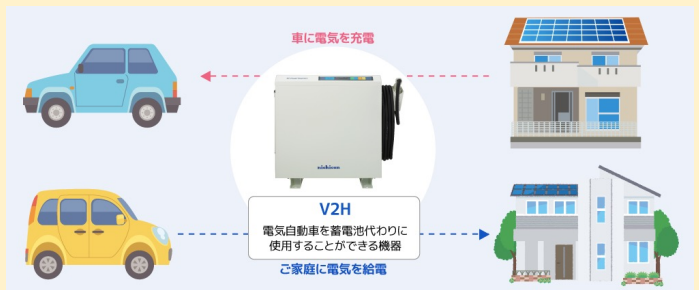 車に電気を充電
nichicon
V2H
電気自動車を蓄電池代わりに
使用することができる機器
ご家庭に電気を給電